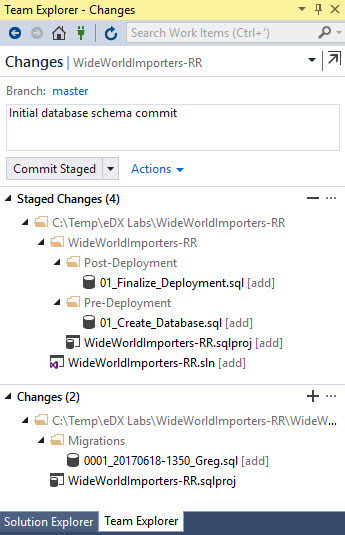 Team Explorer - Changes
Search Work Items (Ctrl+')
Changes | WideWorldImporters-RR
Branch: master
Initial database schema commit
Commit Staged Actions
Staged Changes (4)
C:\Temp\eDX Labs\WideWorldImporters-RR
WideWorldImporters-RR
Post-Deployment
01_Finalize_Deployment.sql [add]
Pre-Deployment
01_Create_Database.sql [add]
WideWorldImporters-RR.sqlproj [add]
WideWorldImporters-RR.sln [add]
Changes (2)
C:\Temp\eDX Labs\WideWorldImporters-RR\WideW...
Migrations
0001_20170618-1350_Greg.sql [add]
WideWorldImporters-RR.sqlproj
Solution Explorer Team Explorer